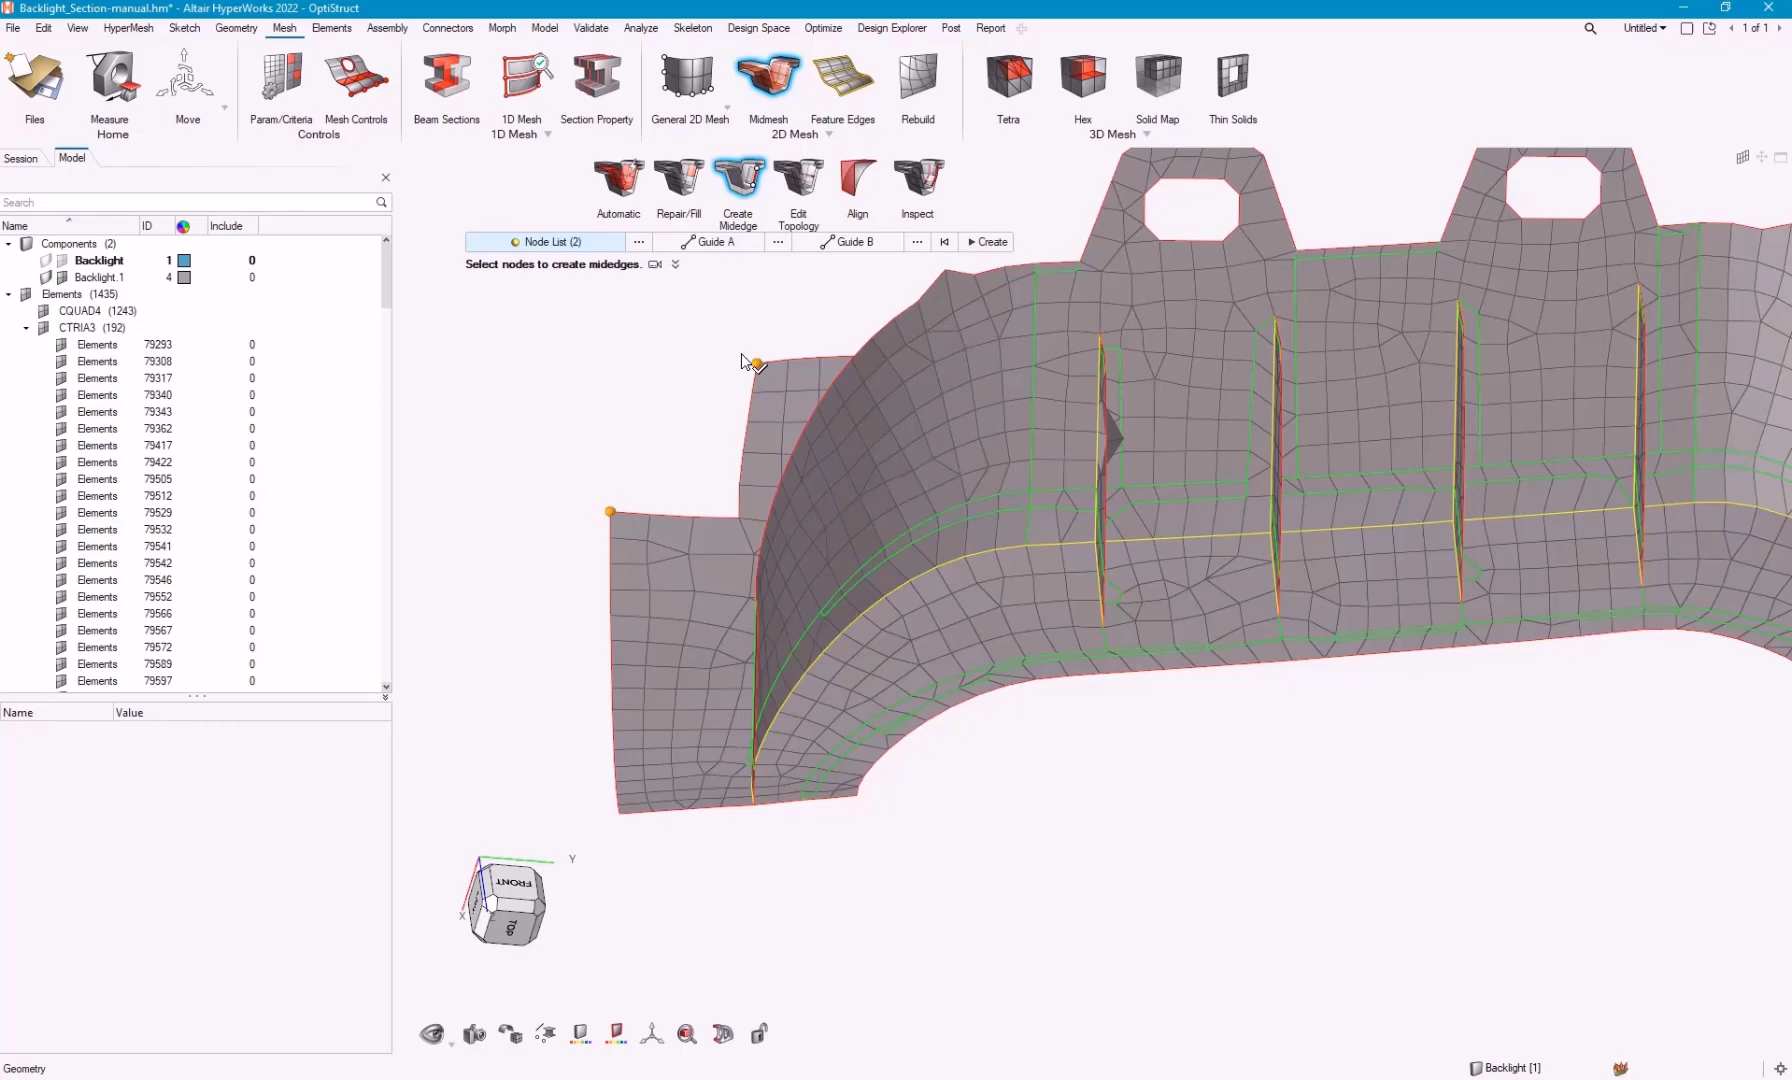 Backlight_Section-manual.hm* - Altair HyperWorks 2022 - OptiStruct
File Edit View HyperMesh Sketch Geometry Mesh Elements Assembly Connectors Morph Model Validate Analyze Skeleton Design Space Optimize Design Explorer Post Report Untitled 1 of 1
Files Measure Move Param/Criteria Mesh Controls Beam Sections 1D Mesh Section Property General 2D Mesh Midmesh Feature Edges Rebuild Tetra Hex Solid Map Thin Solids
Home Controls 1D Mesh 2D Mesh 3D Mesh
Session Model
Automatic Repair/Fill Create Midedge Edit Topology Align Inspect
Search
Name ID Include
Node List (2) ... Guide A ... Guide B ... Create
Select nodes to create midedges.
Components (2)
Backlight 1 0
Backlight.1 4 0
Elements (1435)
CQUAD4 (1243)
CTRIA3 (192)
Elements 79293 0
Elements 79308 0
Elements 79317 0
Elements 79340 0
Elements 79343 0
Elements 79362 0
Elements 79417 0
Elements 79422 0
Elements 79505 0
Elements 79512 0
Elements 79529 0
Elements 79532 0
Elements 79541 0
Elements 79542 0
Elements 79546 0
Elements 79552 0
Elements 79566 0
Elements 79567 0
Elements 79572 0
Elements 79589 0
Elements 79597 0
Name Value
Y
FRONT
X
TOP
Geometry
Backlight [1]